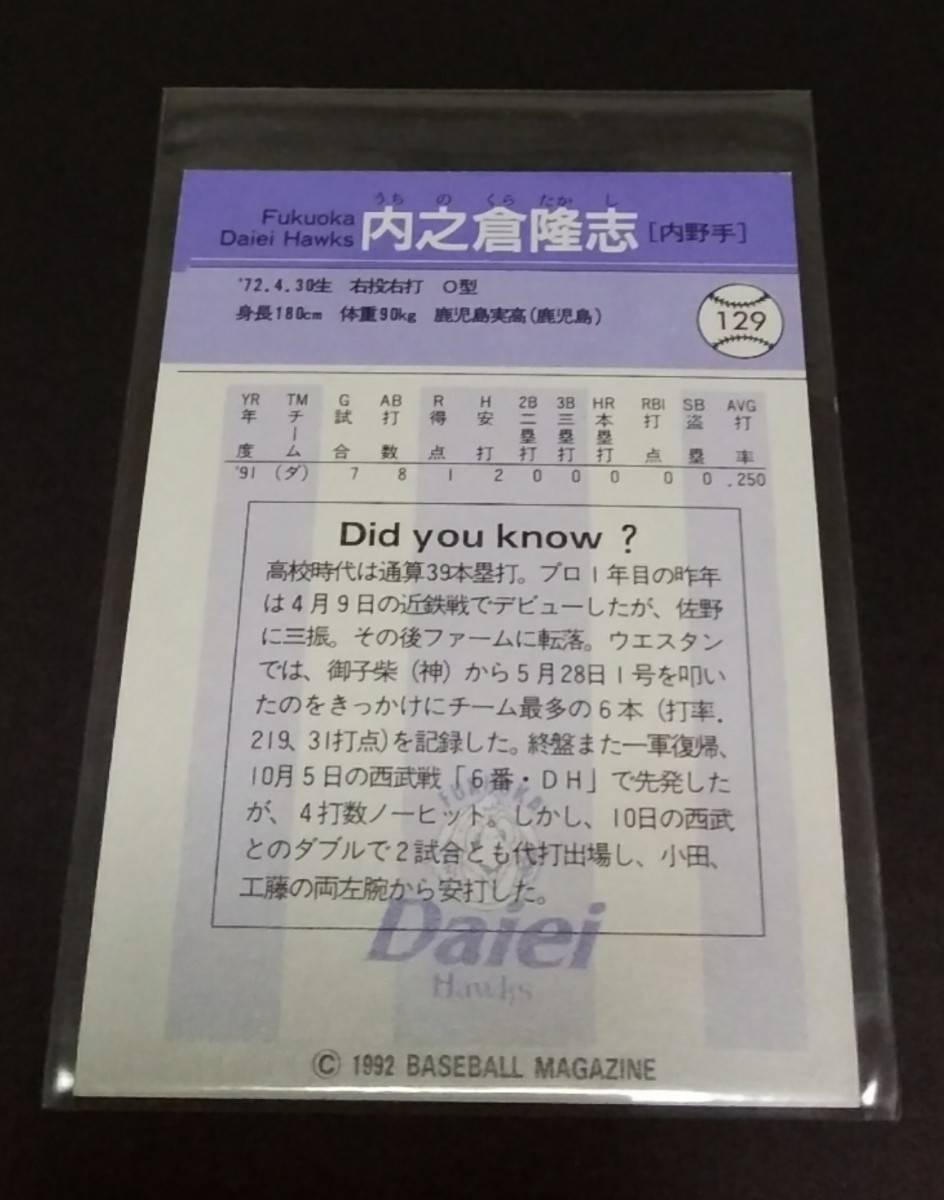 うちのくらたかし
Fukuoka
Daiei Hawks 内之倉隆志 [内野手]
'72.4.30生 右投右打 O型
身長180cm 体重90kg 鹿児島実高(鹿児島)
129
YR TM G AB R H 2B 3B HR RBI SB AVG
年度 チーム 試合 打数 得点 安打 二塁打 三塁打 本塁打 打点 盗塁 打率
'91 (ダ) 7 8 1 2 0 0 0 0 0 .250
Did you know ?
高校時代は通算39本塁打。プロ1年目の昨年
は4月9日の近鉄戦でデビューしたが、佐野
に三振。その後ファームに転落。ウエスタン
では、御子柴(神)から5月28日1号を叩い
たのをきっかけにチーム最多の6本(打率.
219、31打点)を記録した。終盤また一軍復帰、
10月5日の西武戦「6番・DH」で先発した
が、4打数ノーヒット。しかし、10日の西武
とのダブルで2試合とも代打出場し、小田、
工藤の両左腕から安打した。
FUKUOKA
Daiei
Hawks
© 1992 BASEBALL MAGAZINE